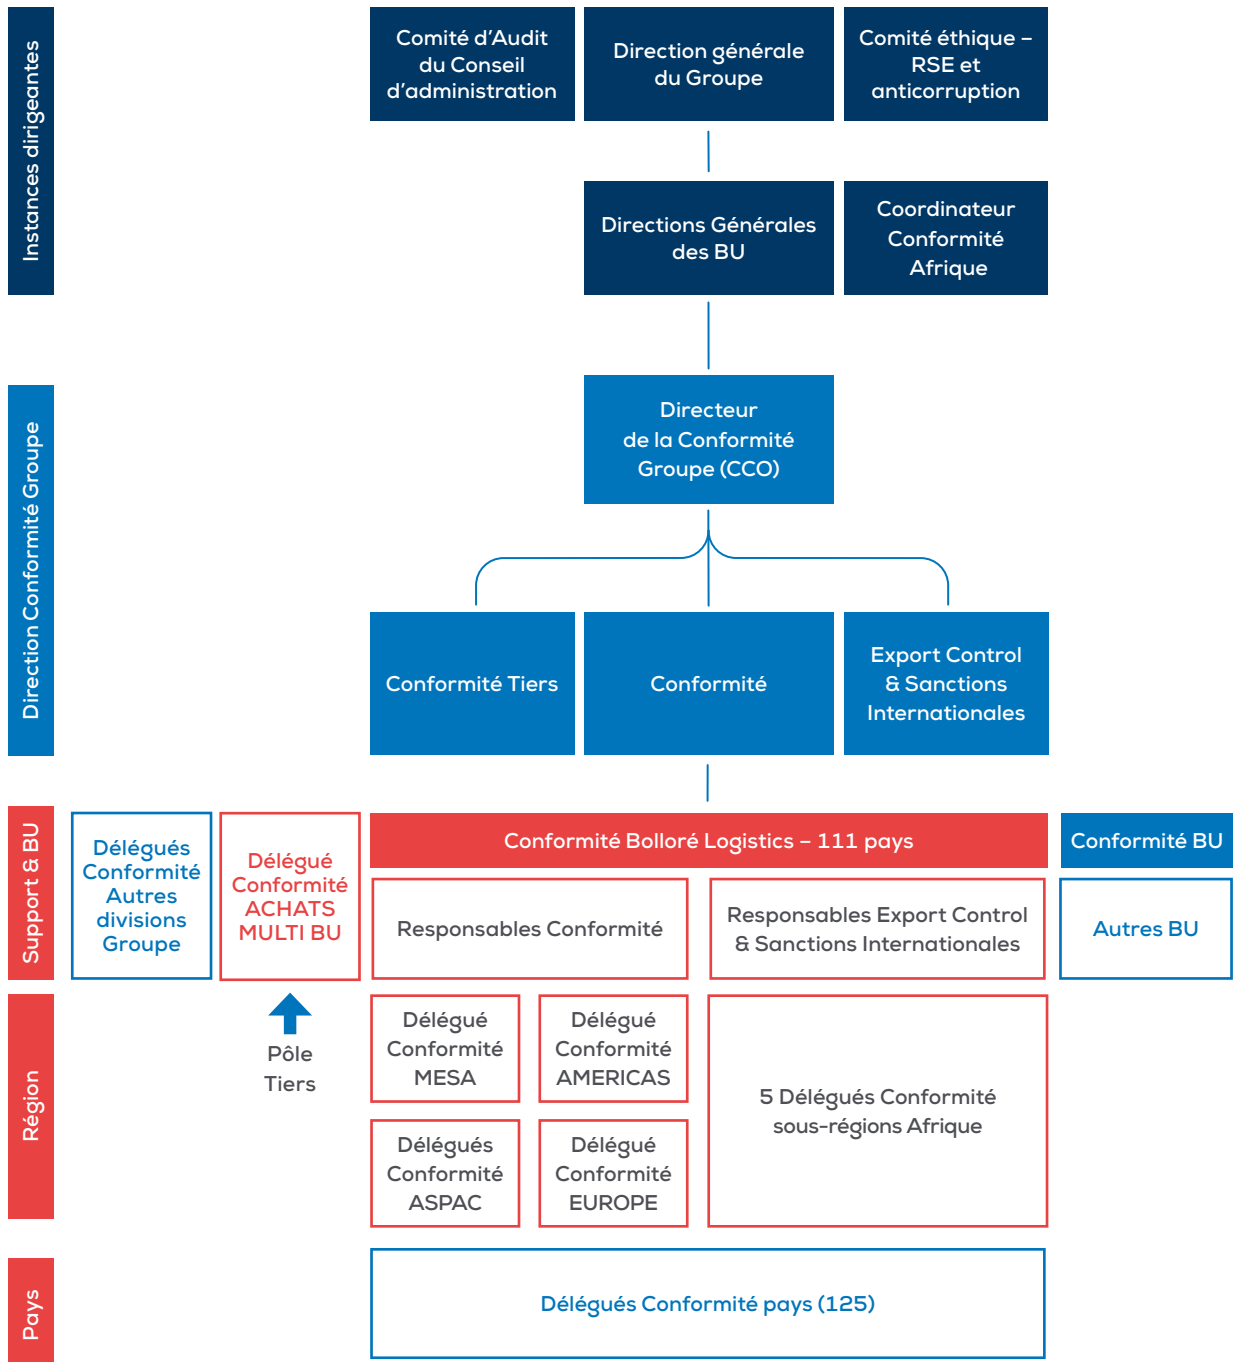 Instances dirigeantes
Comité d'Audit
du Conseil
d'administration
Direction générale
du Groupe
Comité éthique –
RSE et
anticorruption
Directions Générales
des BU
Coordinateur
Conformité
Afrique
Direction Conformité Groupe
Directeur
de la Conformité
Groupe (CCO)
Conformité Tiers
Conformité
Export Control
& Sanctions
Internationales
Support & BU
Délégués
Conformité
Autres
divisions
Groupe
Délégué
Conformité
ACHATS
MULTI BU
Conformité Bolloré Logistics – 111 pays
Responsables Conformité
Responsables Export Control
& Sanctions Internationales
Conformité BU
Autres BU
Région
Pôle
Tiers
Délégué
Conformité
MESA
Délégué
Conformité
AMERICAS
Délégués
Conformité
ASPAC
Délégué
Conformité
EUROPE
5 Délégués Conformité
sous-régions Afrique
Pays
Délégués Conformité pays (125)